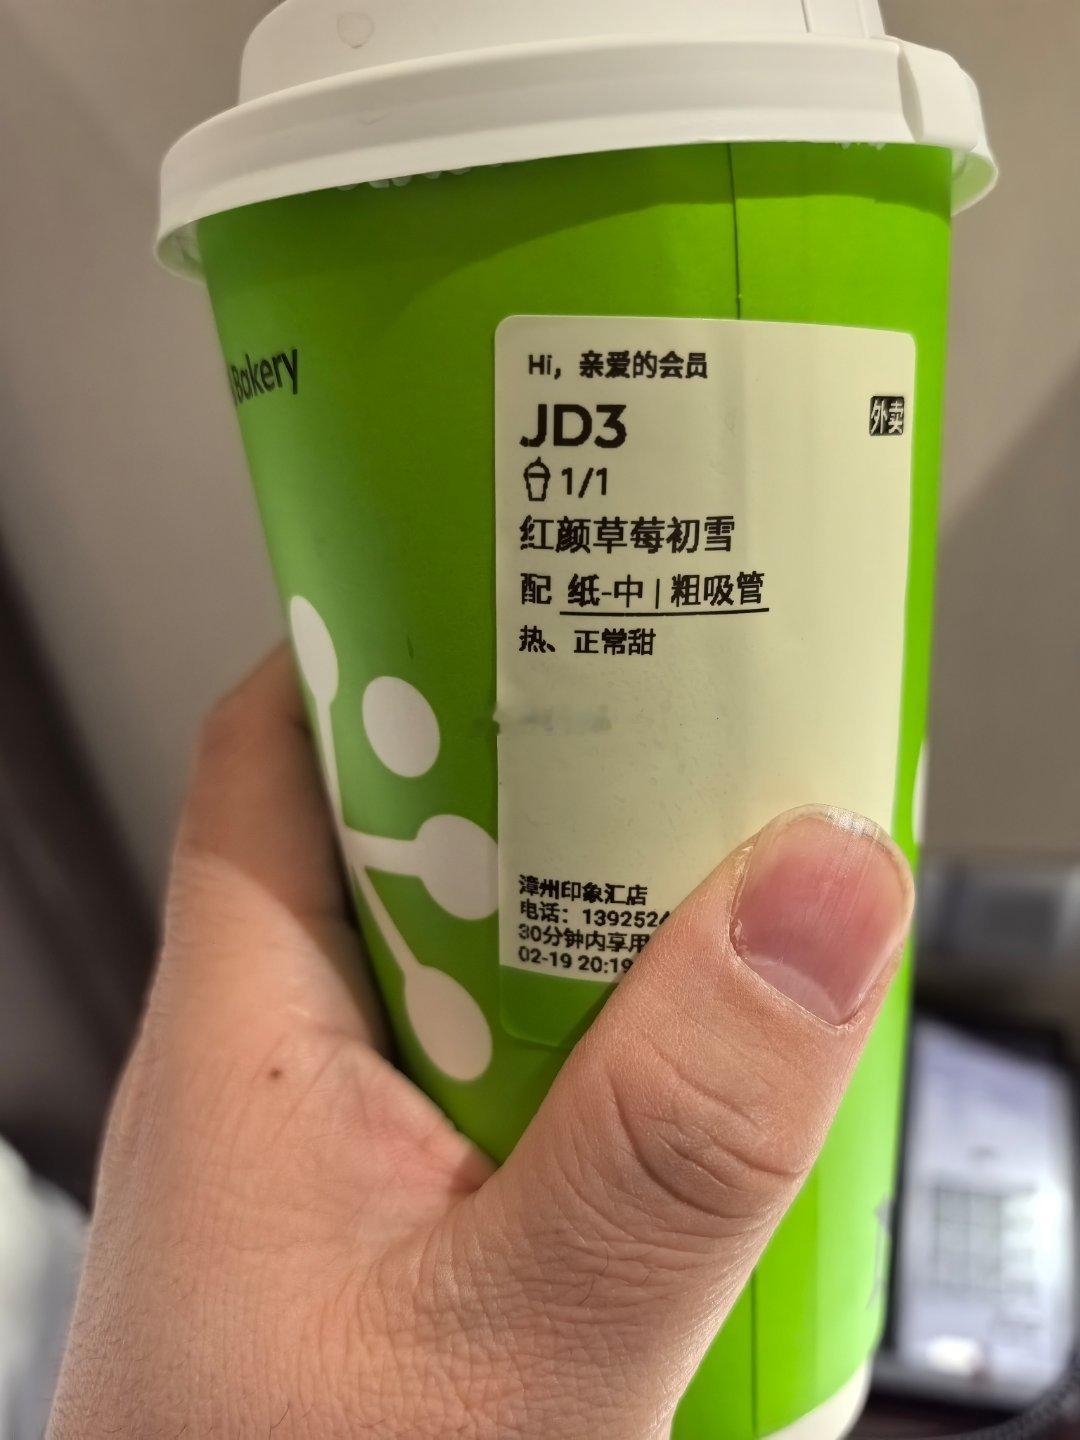 Bakery
Hi，亲爱的会员
JD3
外卖
1/1
红颜草莓初雪
配 纸-中 | 粗吸管
热、正常甜
漳州印象汇店
电话：1392524
30分钟内享用
02-19 20:19